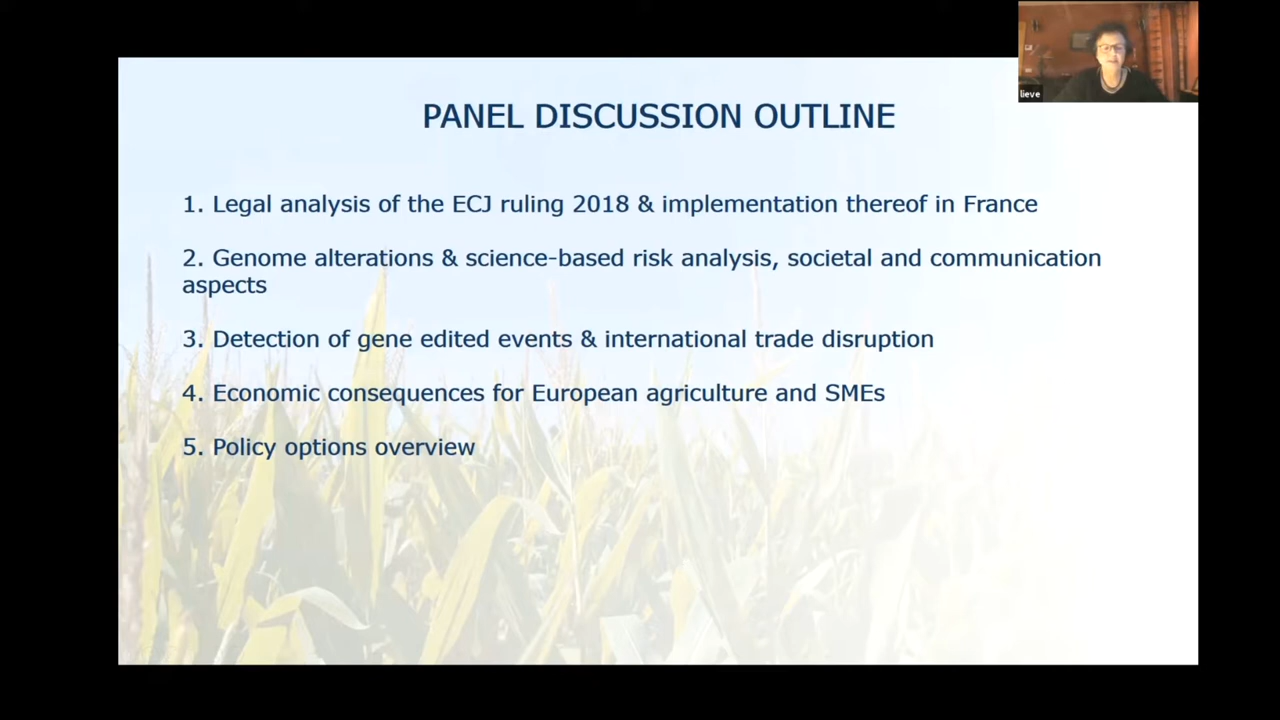 lieve
PANEL DISCUSSION OUTLINE
1. Legal analysis of the ECJ ruling 2018 & implementation thereof in France
2. Genome alterations & science-based risk analysis, societal and communication
aspects
3. Detection of gene edited events & international trade disruption
4. Economic consequences for European agriculture and SMEs
5. Policy options overview